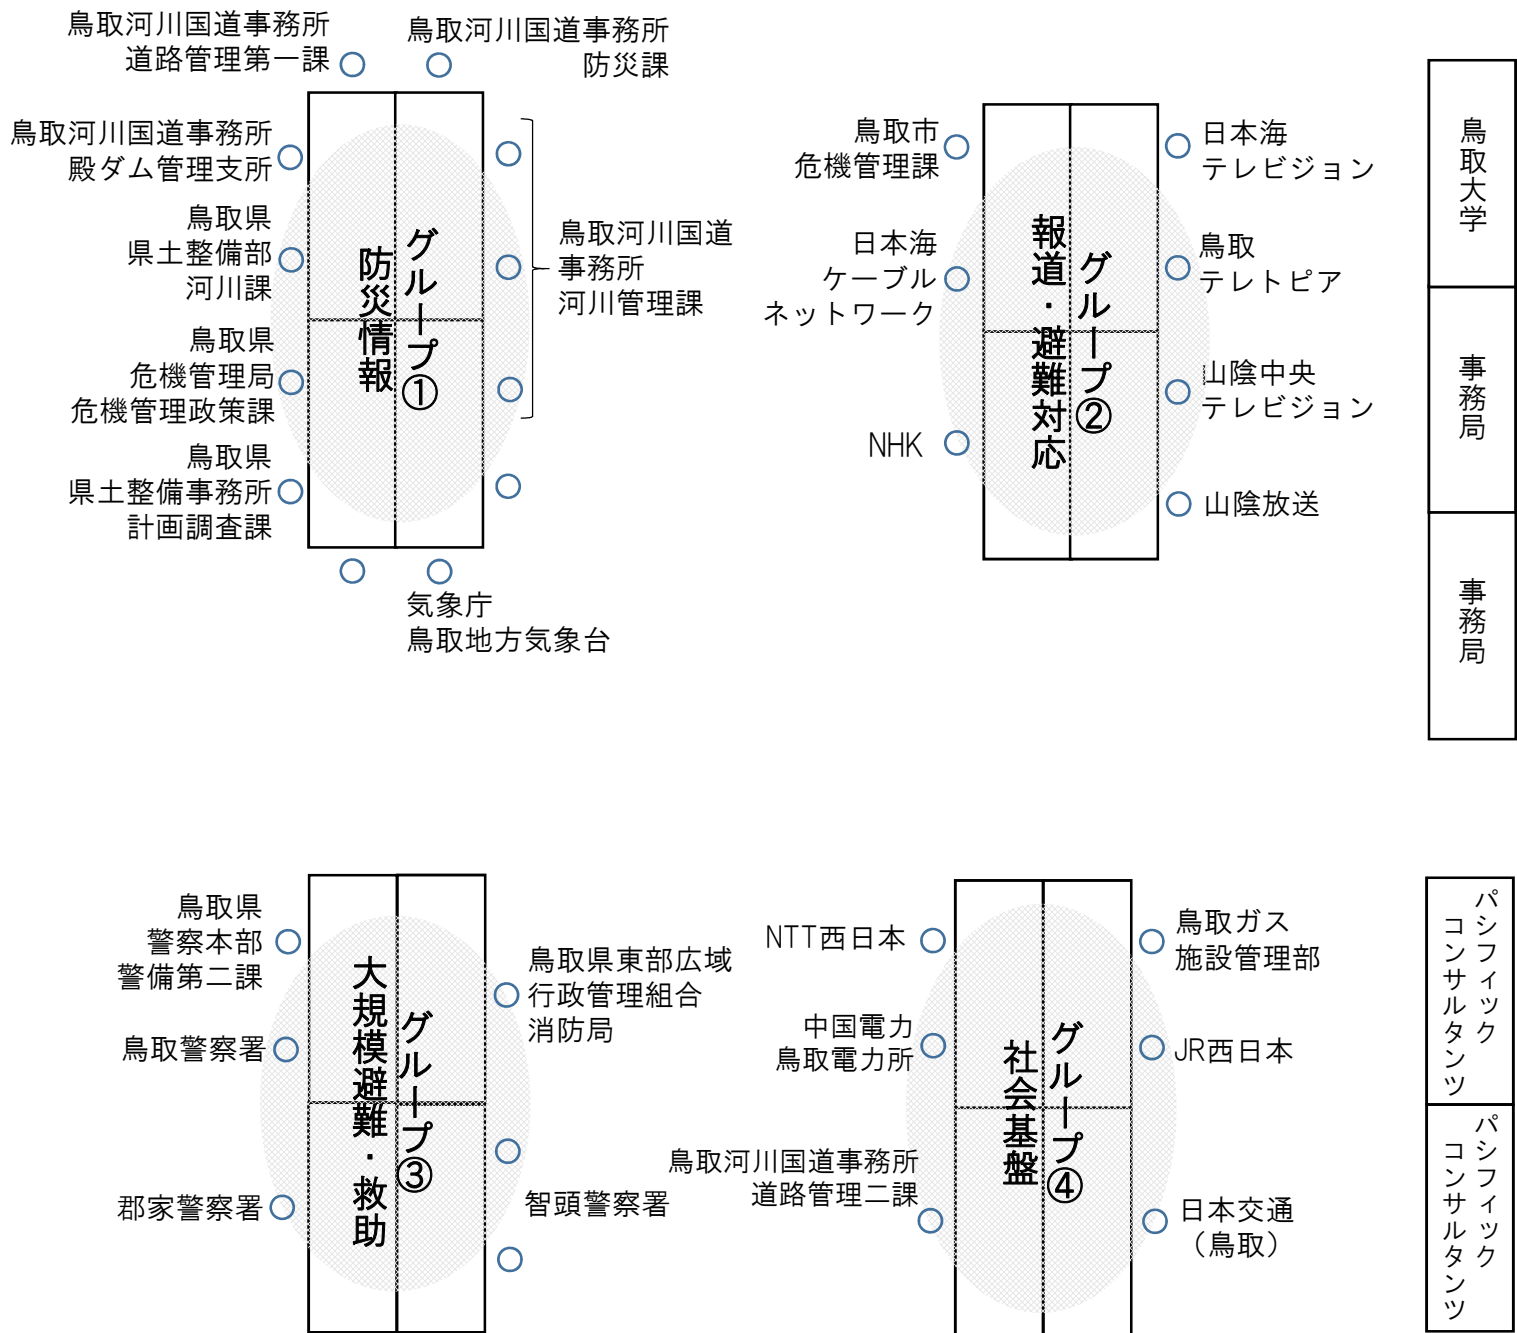 鳥取河川国道事務所
道路管理第一課
鳥取河川国道事務所
防災課
鳥取河川国道事務所
殿ダム管理支所
鳥取県
県土整備部
河川課
鳥取県
危機管理局
危機管理政策課
鳥取県
県土整備事務所
計画調査課
グループ①
防災情報
鳥取河川国道
事務所
河川管理課
気象庁
鳥取地方気象台
鳥取市
危機管理課
日本海
ケーブル
ネットワーク
NHK
グループ②
報道・避難対応
日本海
テレビジョン
鳥取
テレトピア
山陰中央
テレビジョン
山陰放送
鳥取大学
事務局
事務局
鳥取県
警察本部
警備第二課
鳥取警察署
郡家警察署
グループ③
大規模避難・救助
鳥取県東部広域
行政管理組合
消防局
智頭警察署
NTT西日本
中国電力
鳥取電力所
鳥取河川国道事務所
道路管理二課
グループ④
社会基盤
鳥取ガス
施設管理部
JR西日本
日本交通
（鳥取）
パシフィック
コンサルタンツ
パシフィック
コンサルタンツ